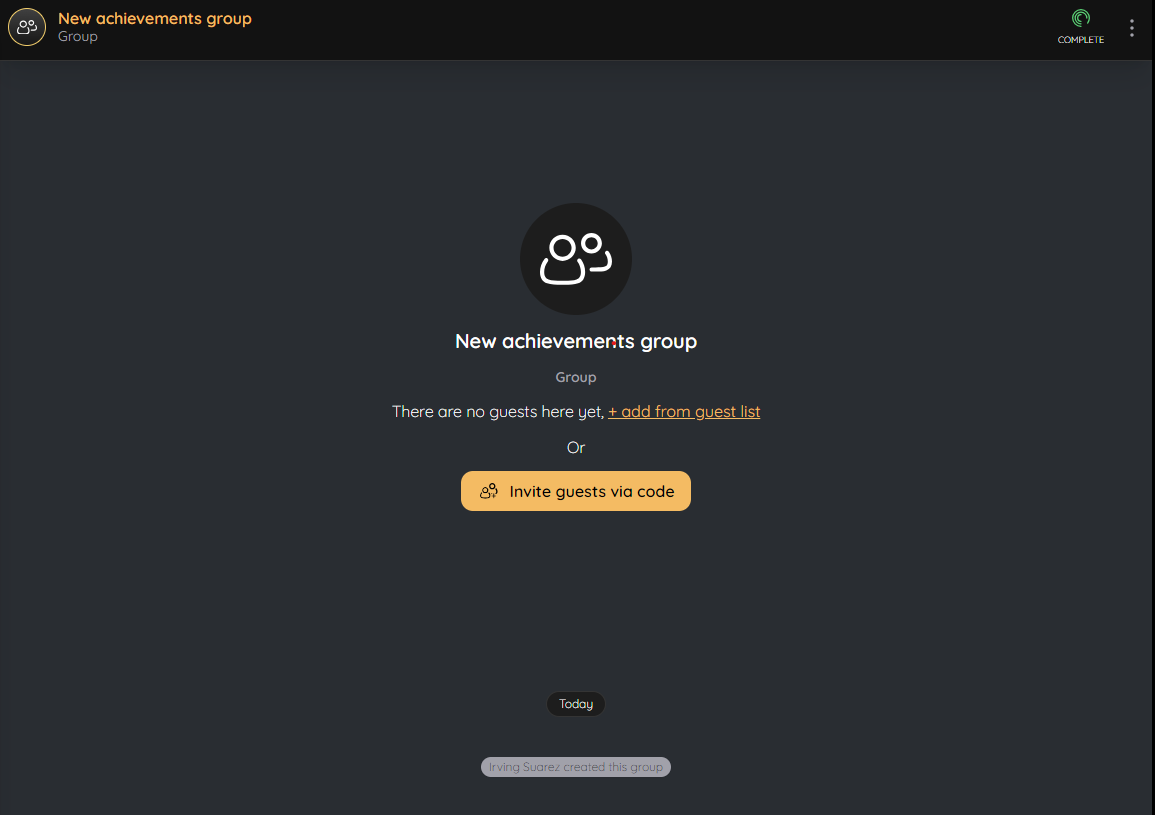 New achievements group
Group
COMPLETE
New achievements group
Group
There are no guests here yet, + add from guest list
Or
Invite guests via code
Today
Irving Suarez created this group